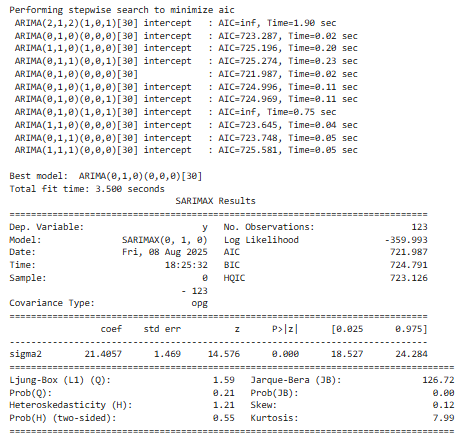 Performing stepwise search to minimize aic
ARIMA(2,1,2)(1,0,1)[30] intercept   : AIC=inf, Time=1.90 sec
ARIMA(0,1,0)(0,0,0)[30] intercept   : AIC=723.287, Time=0.02 sec
ARIMA(1,1,0)(1,0,0)[30] intercept   : AIC=725.196, Time=0.20 sec
ARIMA(0,1,1)(0,0,1)[30] intercept   : AIC=725.274, Time=0.23 sec
ARIMA(0,1,0)(0,0,0)[30]             : AIC=721.987, Time=0.02 sec
ARIMA(0,1,0)(1,0,0)[30] intercept   : AIC=724.996, Time=0.11 sec
ARIMA(0,1,0)(0,0,1)[30] intercept   : AIC=724.969, Time=0.11 sec
ARIMA(0,1,0)(1,0,1)[30] intercept   : AIC=inf, Time=0.75 sec
ARIMA(1,1,0)(0,0,0)[30] intercept   : AIC=723.645, Time=0.04 sec
ARIMA(0,1,1)(0,0,0)[30] intercept   : AIC=723.748, Time=0.05 sec
ARIMA(1,1,1)(0,0,0)[30] intercept   : AIC=725.581, Time=0.05 sec
Best model:  ARIMA(0,1,0)(0,0,0)[30]
Total fit time: 3.500 seconds
SARIMAX Results
==============================================================================
Dep. Variable:                      y   No. Observations:                  123
Model:               SARIMAX(0, 1, 0)   Log Likelihood                -359.993
Date:                Fri, 08 Aug 2025   AIC                            721.987
Time:                        18:25:32   BIC                            724.791
Sample:                             0   HQIC                           723.126
- 123
Covariance Type:                  opg
==============================================================================
coef    std err          z      P>|z|      [0.025      0.975]
------------------------------------------------------------------------------
sigma2        21.4057      1.469     14.576      0.000      18.527      24.284
==============================================================================
Ljung-Box (L1) (Q):                   1.59   Jarque-Bera (JB):               126.72
Prob(Q):                              0.21   Prob(JB):                         0.00
Heteroskedasticity (H):               1.21   Skew:                             0.12
Prob(H) (two-sided):                  0.55   Kurtosis:                         7.99
==============================================================================